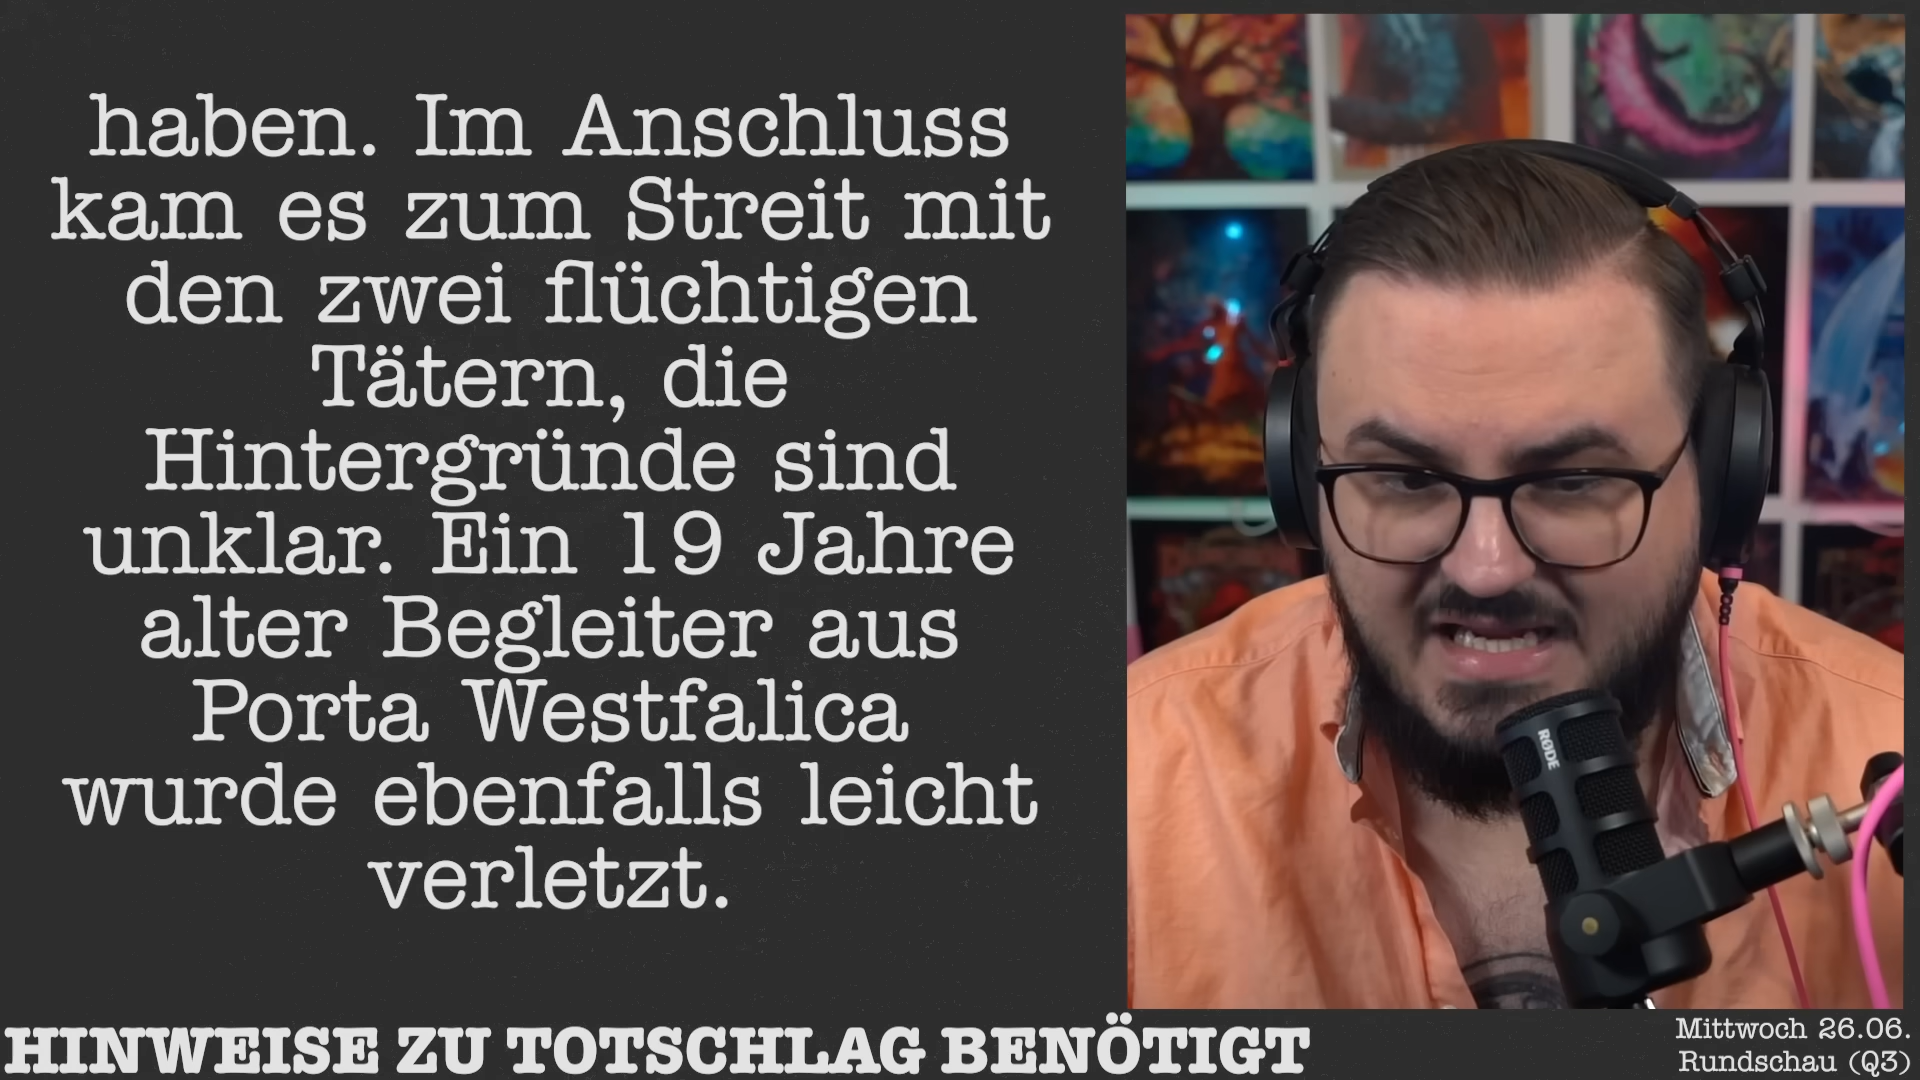 haben. Im Anschluss
kam es zum Streit mit
den zwei flüchtigen
Tätern, die
Hintergründe sind
unklar. Ein 19 Jahre
alter Begleiter aus
Porta Westfalica
wurde ebenfalls leicht
verletzt.
RØDE
HINWEISE ZU TOTSCHLAG BENÖTIGT
Mittwoch 26.06.
Rundschau (Q3)